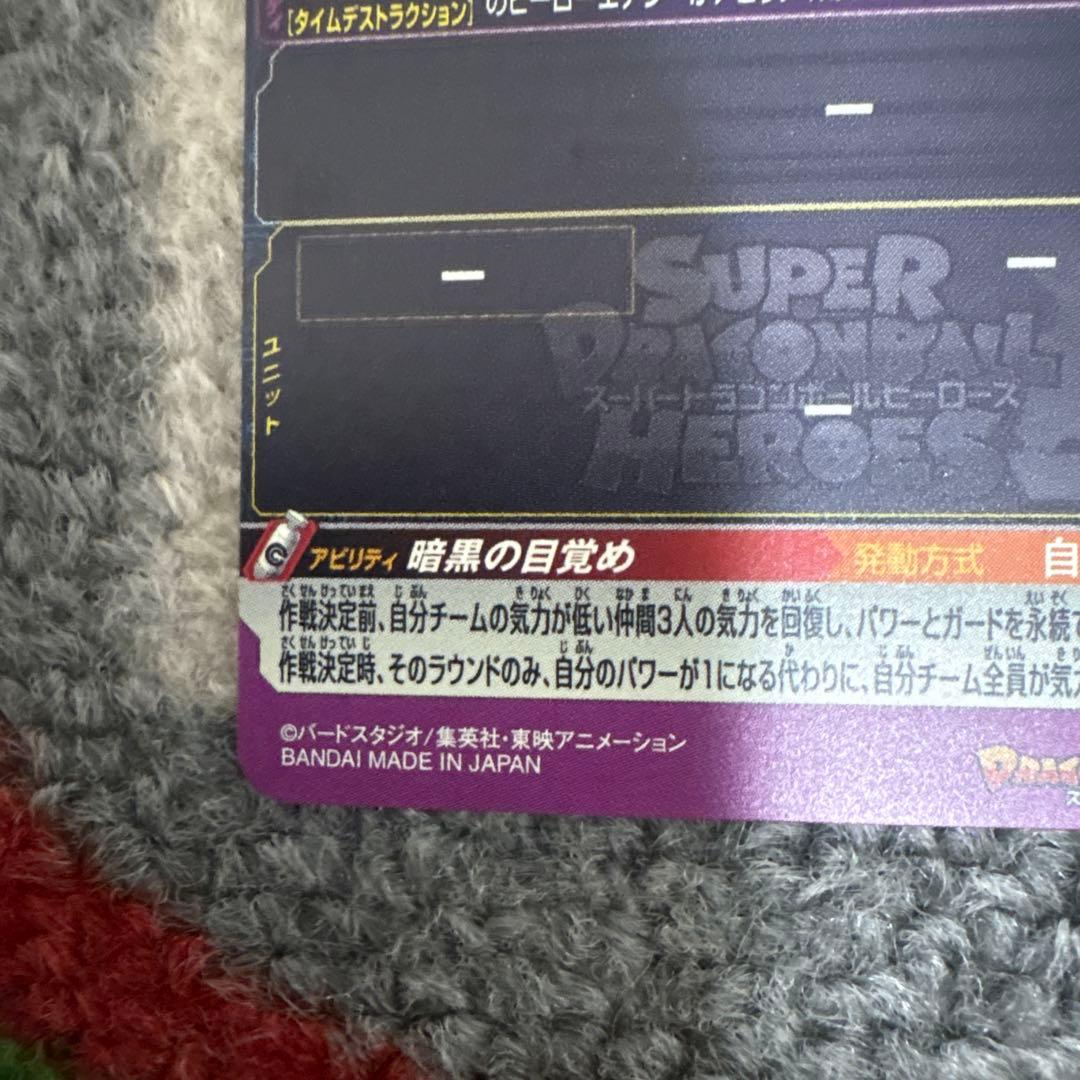 [タイムデストラクション]
ー
ー
ー
SUPER
DRAGONBALL
スーパードラゴンボールヒーローズ
ー
HEROES
ユニット
アビリティ 暗黒の目覚め 発動方式 自
作戦決定前、自分チームの気力が低い仲間3人の気力を回復し、パワーとガードを永続で
作戦決定時、そのラウンドのみ、自分のパワーが1になる代わりに、自分チーム全員が気
©バードスタジオ/集英社・東映アニメーション
BANDAI MADE IN JAPAN